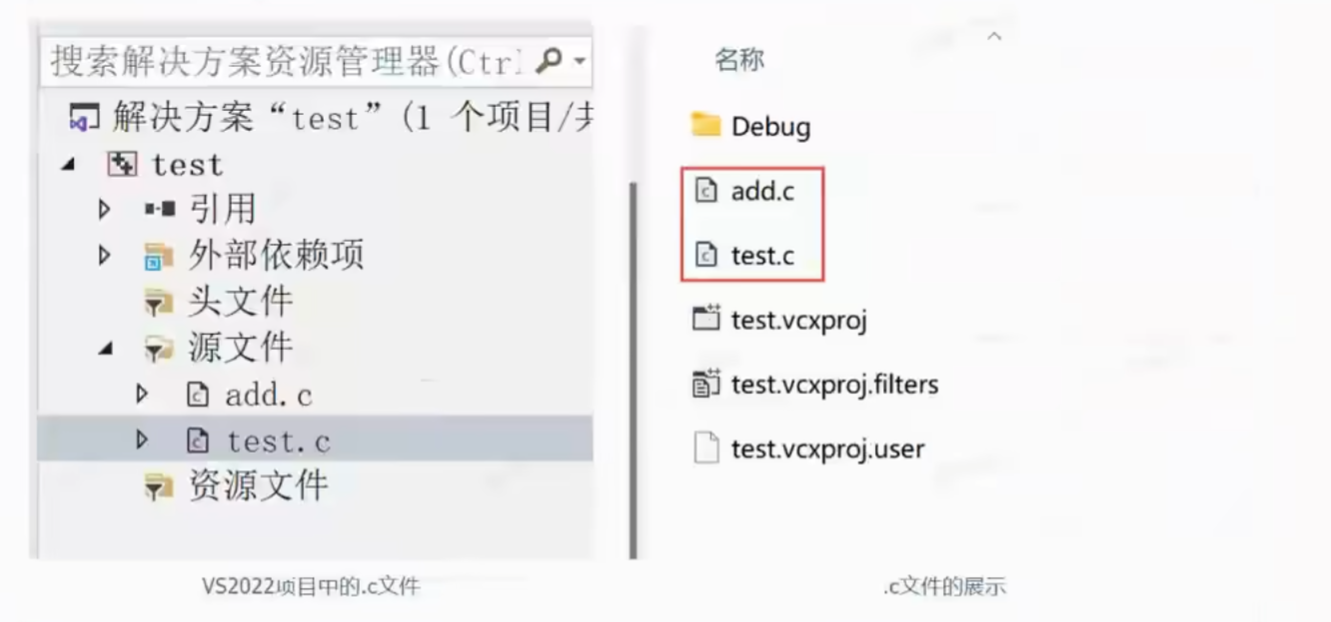 搜索解决方案资源管理器(Ctrl
解决方案“test”(1 个项目/共
test
引用
外部依赖项
头文件
源文件
add.c
test.c
资源文件
VS2022项目中的.c文件
名称
Debug
add.c
test.c
test.vcxproj
test.vcxproj.filters
test.vcxproj.user
.c文件的展示